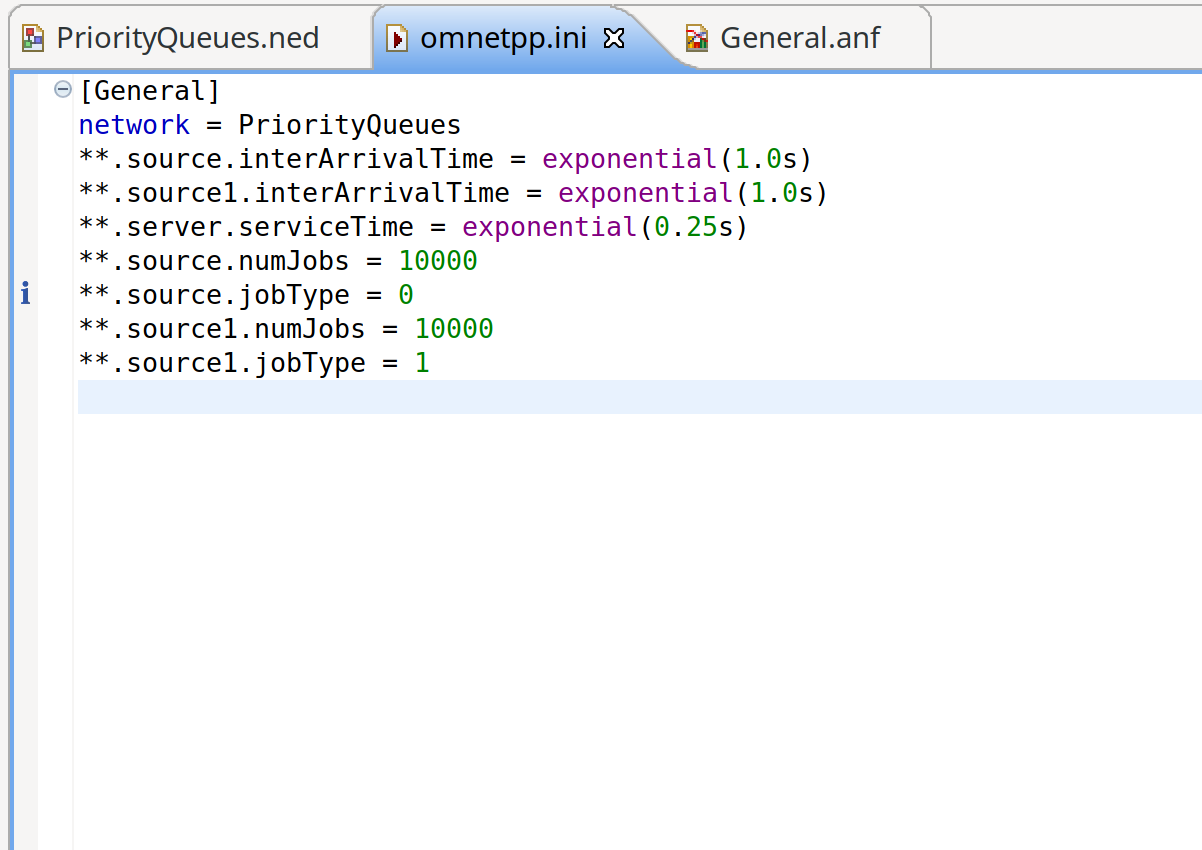 PriorityQueues.ned omnetpp.ini General.anf
[General]
network = PriorityQueues
**.source.interArrivalTime = exponential(1.0s)
**.source1.interArrivalTime = exponential(1.0s)
**.server.serviceTime = exponential(0.25s)
**.source.numJobs = 10000
**.source.jobType = 0
**.source1.numJobs = 10000
**.source1.jobType = 1